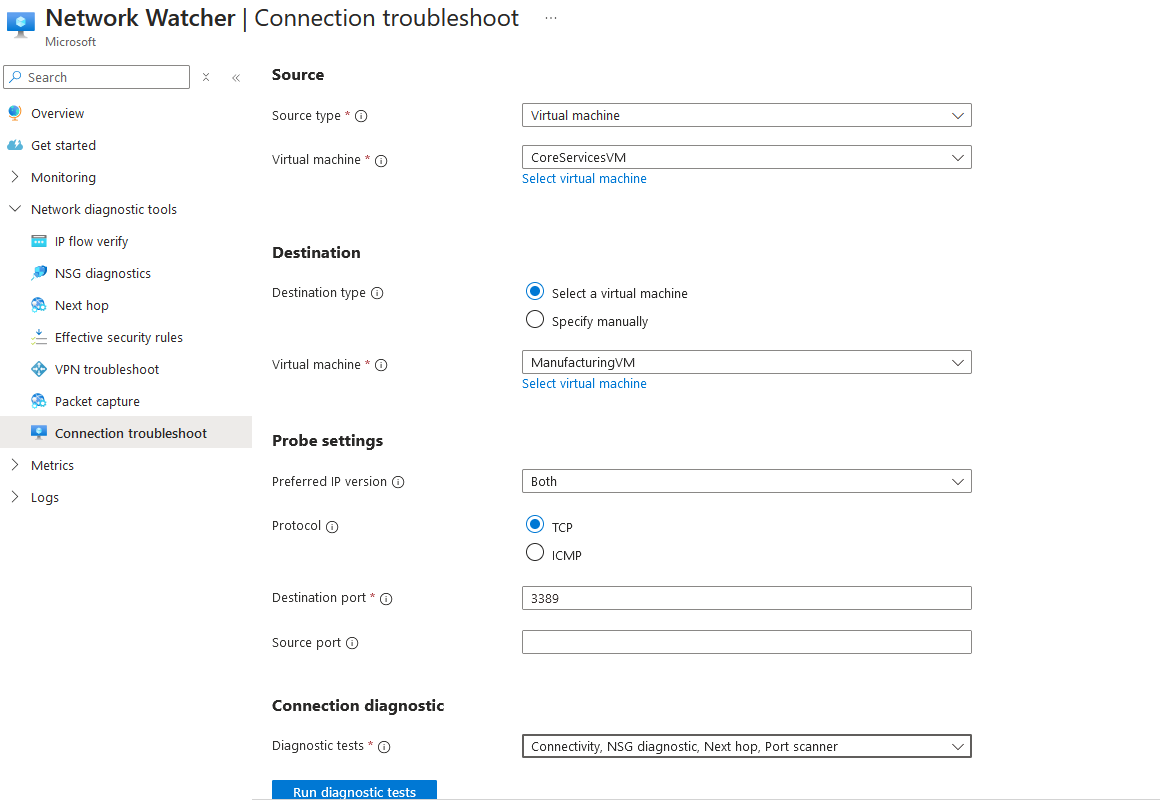 Network Watcher | Connection troubleshoot ...
Microsoft
Search
Overview
Get started
Monitoring
Network diagnostic tools
IP flow verify
NSG diagnostics
Next hop
Effective security rules
VPN troubleshoot
Packet capture
Connection troubleshoot
Metrics
Logs
Source
Source type *
Virtual machine
Virtual machine *
CoreServicesVM
Select virtual machine
Destination
Destination type
Select a virtual machine
Specify manually
Virtual machine *
ManufacturingVM
Select virtual machine
Probe settings
Preferred IP version
Both
Protocol
TCP
ICMP
Destination port *
3389
Source port
Connection diagnostic
Diagnostic tests *
Connectivity, NSG diagnostic, Next hop, Port scanner
Run diagnostic tests